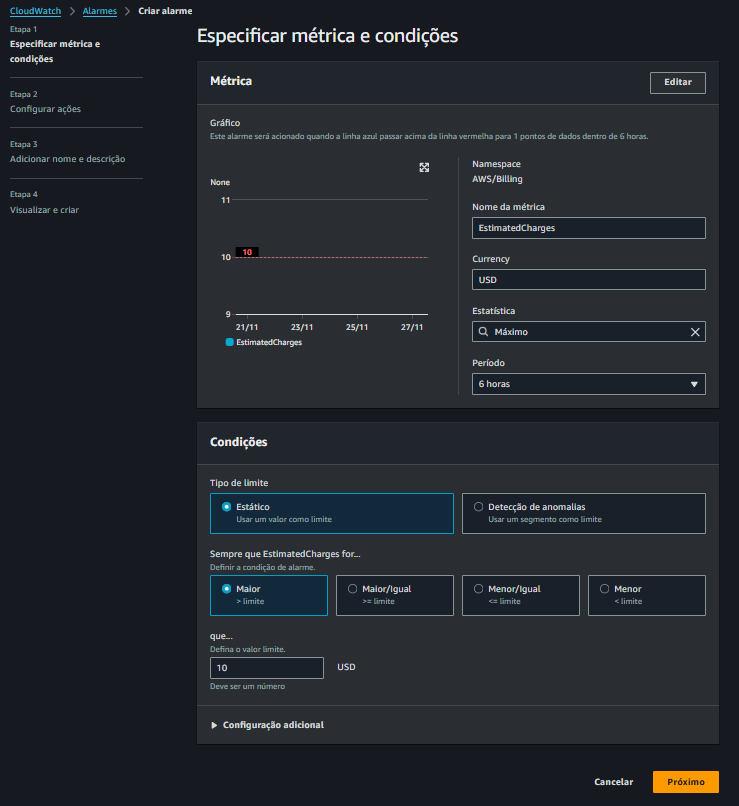 CloudWatch > Alarmes > Criar alarme
Etapa 1
Especificar métrica e
condições
Etapa 2
Configurar ações
Etapa 3
Adicionar nome e descrição
Etapa 4
Visualizar e criar
Especificar métrica e condições
Métrica
Editar
Gráfico
Este alarme será acionado quando a linha azul passar acima da linha vermelha para 1 pontos de dados dentro de 6 horas.
None
11
10
10
9
21/11 23/11 25/11 27/11
EstimatedCharges
Namespace
AWS/Billing
Nome da métrica
EstimatedCharges
Currency
USD
Estatística
Máximo
Período
6 horas
Condições
Tipo de limite
Estático
Usar um valor como limite
Detecção de anomalias
Usar um segmento como limite
Sempre que EstimatedCharges for...
Definir a condição de alarme.
Maior
> limite
Maior/Igual
>= limite
Menor/Igual
<= limite
Menor
< limite
que...
Defina o valor limite.
10 USD
Deve ser um número
Configuração adicional
Cancelar
Próximo